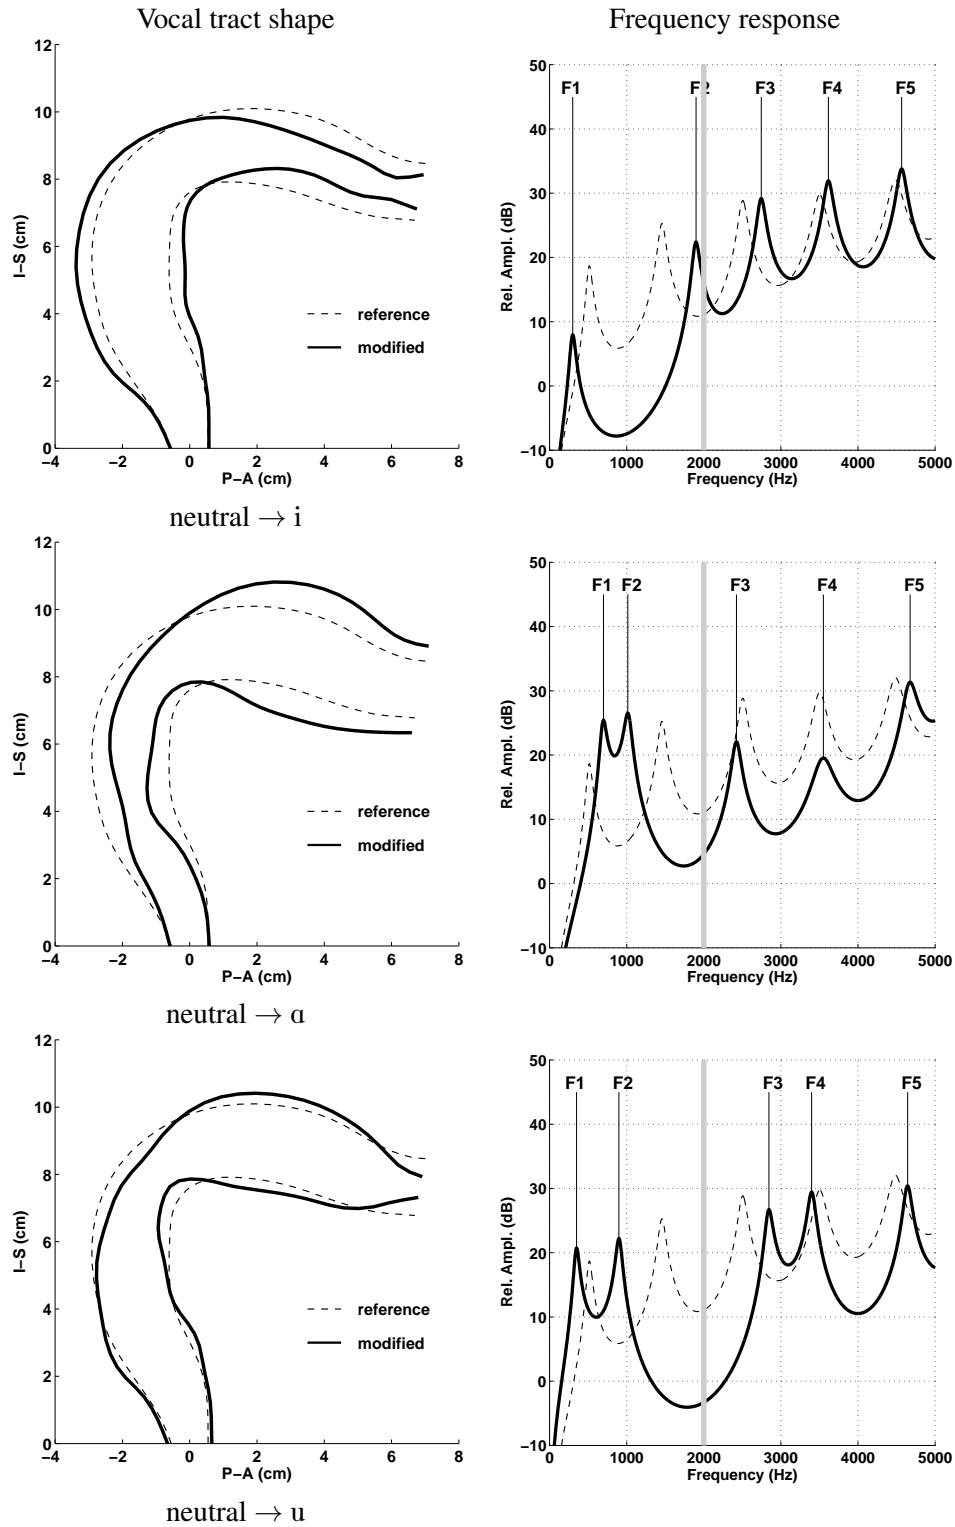 Vocal tract shape
Frequency response
12
10
8
6
4
2
0
I–S (cm)
reference
modified
−4 −2 0 2 4 6 8
P–A (cm)
50
40
30
20
10
0
−10
Rel. Ampl. (dB)
F1 F2 F3 F4 F5
0 1000 2000 3000 4000 5000
Frequency (Hz)
neutral → i
12
10
8
6
4
2
0
I–S (cm)
reference
modified
−4 −2 0 2 4 6 8
P–A (cm)
50
40
30
20
10
0
−10
Rel. Ampl. (dB)
F1 F2 F3 F4 F5
0 1000 2000 3000 4000 5000
Frequency (Hz)
neutral → ɑ
12
10
8
6
4
2
0
I–S (cm)
reference
modified
−4 −2 0 2 4 6 8
P–A (cm)
50
40
30
20
10
0
−10
Rel. Ampl. (dB)
F1 F2 F3 F4 F5
0 1000 2000 3000 4000 5000
Frequency (Hz)
neutral → u